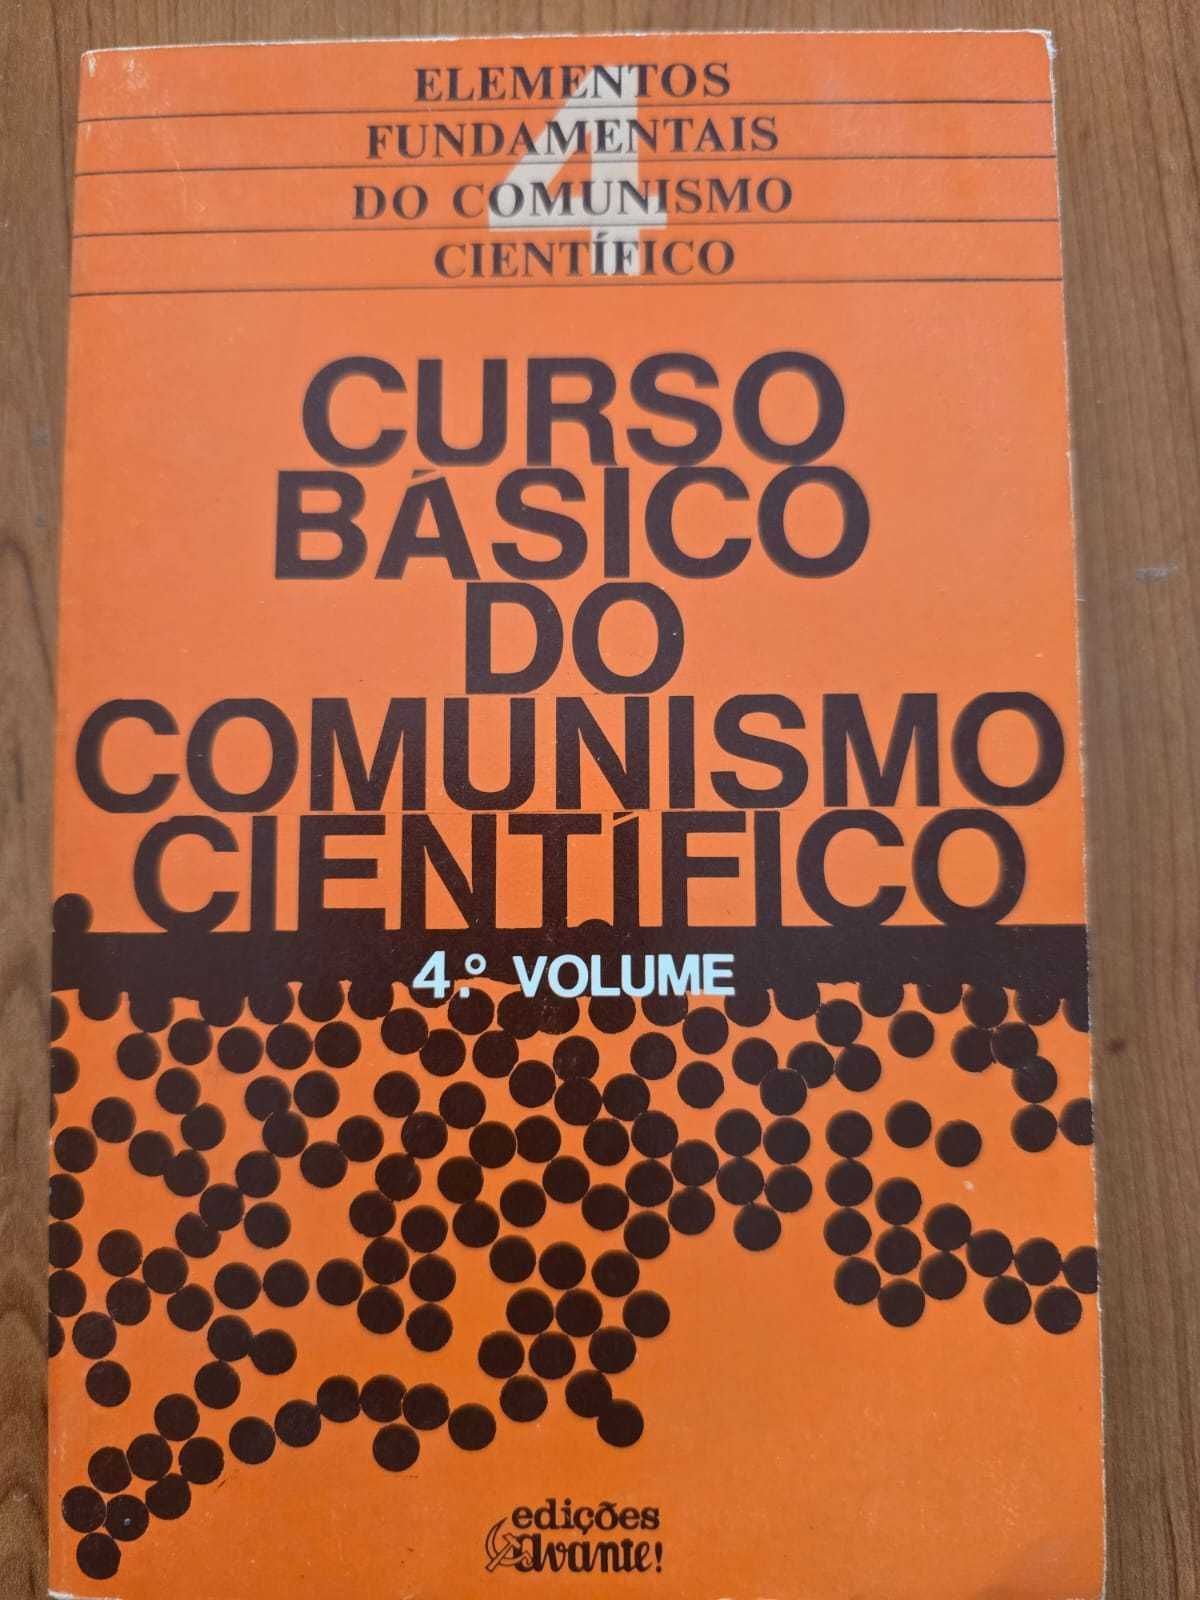 4
ELEMENTOS
FUNDAMENTAIS
DO COMUNISMO
CIENTÍFICO
CURSO
BÁSICO
DO
COMUNISMO
CIENTÍFICO
4.º VOLUME
edições
Avante!